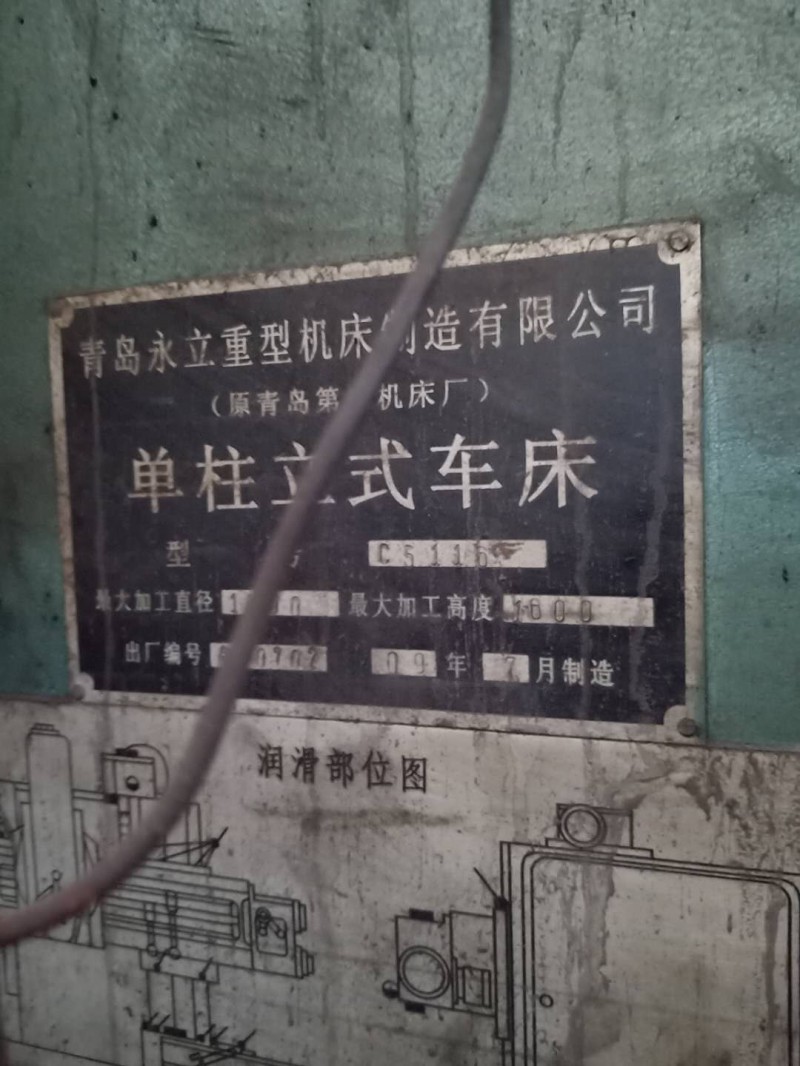 青岛永立重型机床制造有限公司
（原青岛第 机床厂）
单柱立式车床
型 C5116
最大加工直径 最大加工高度 1600
出厂编号 09年7月制造
润滑部位图